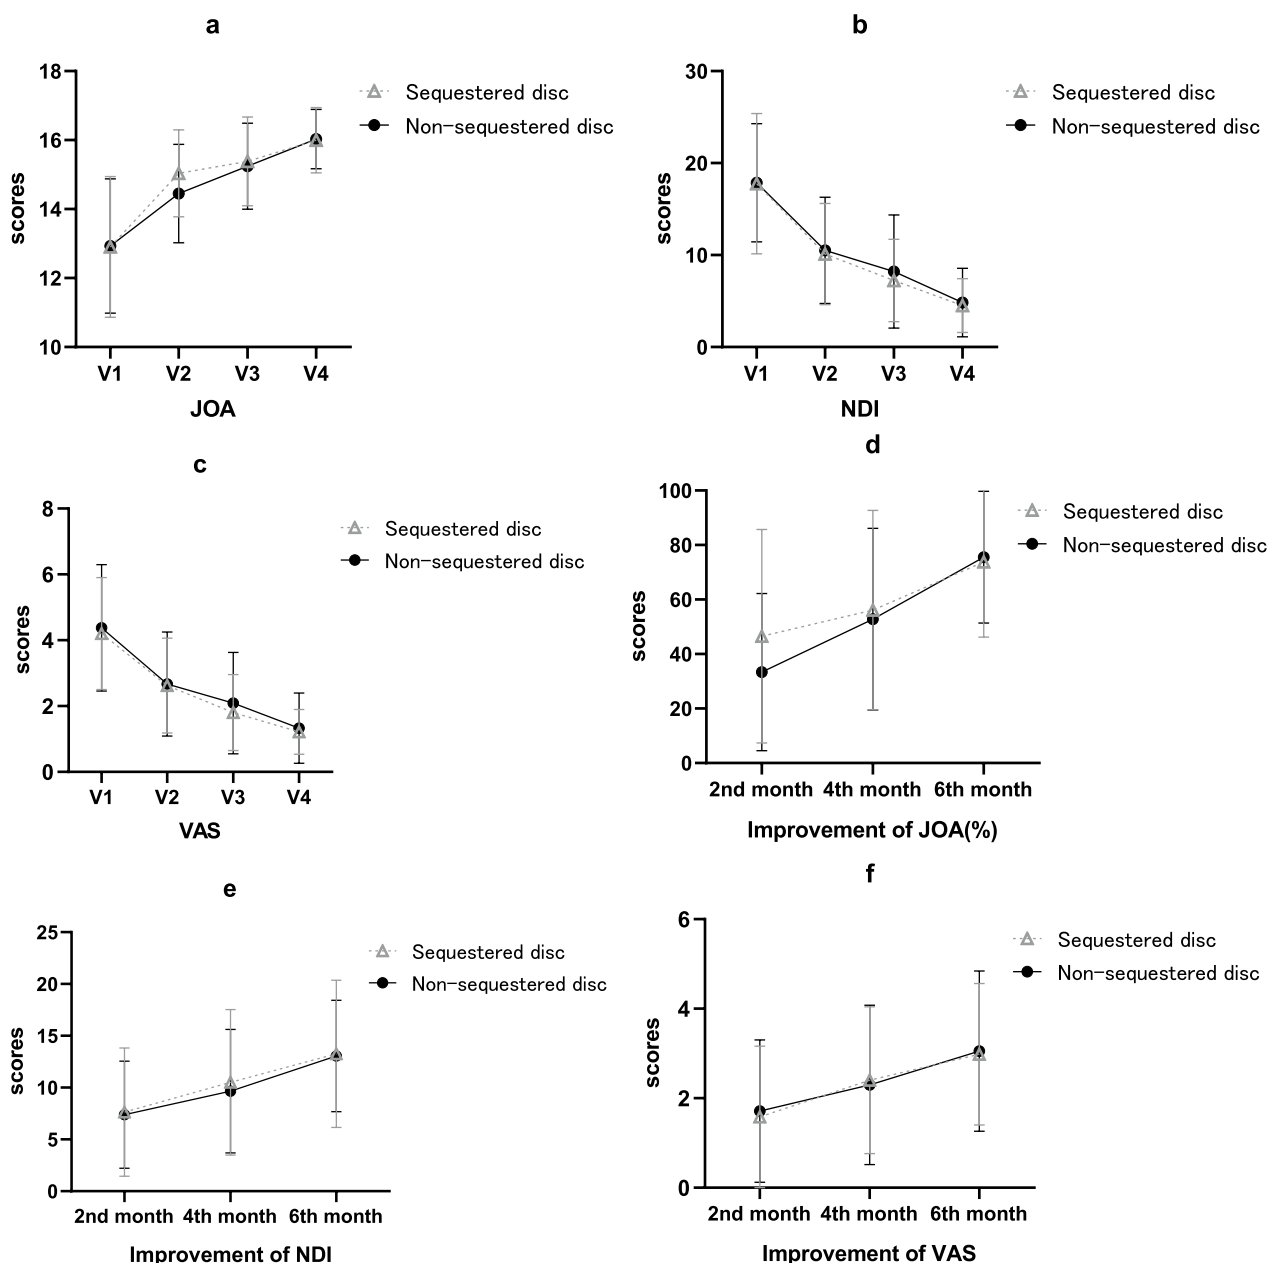 a
18
16
14
12
10
scores
V1 V2 V3 V4
JOA
Sequestered disc
Non-sequestered disc
b
30
20
10
0
scores
V1 V2 V3 V4
NDI
Sequestered disc
Non-sequestered disc
c
8
6
4
2
0
scores
V1 V2 V3 V4
VAS
Sequestered disc
Non-sequestered disc
d
100
80
60
40
20
0
scores
2nd month 4th month 6th month
Improvement of JOA(%)
Sequestered disc
Non-sequestered disc
e
25
20
15
10
5
0
scores
2nd month 4th month 6th month
Improvement of NDI
Sequestered disc
Non-sequestered disc
f
6
4
2
0
scores
2nd month 4th month 6th month
Improvement of VAS
Sequestered disc
Non-sequestered disc